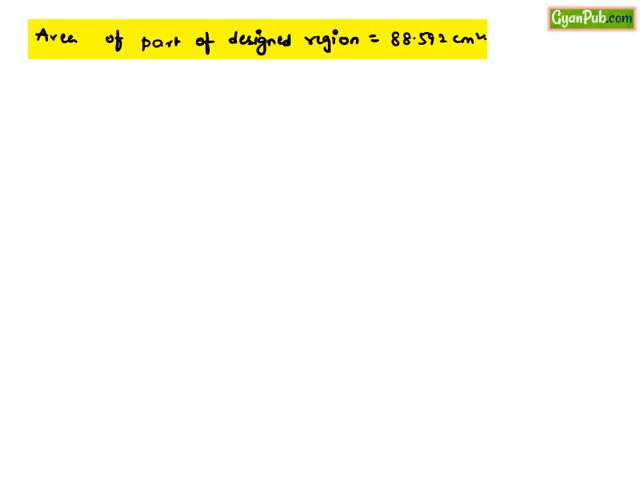 GyanPub.com
Area of part of designed region = 88.592 cm²